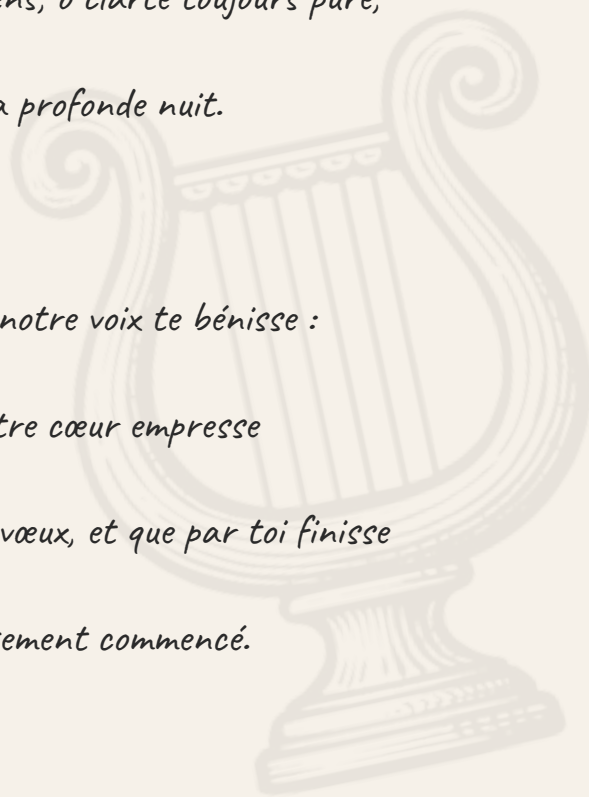 ens, ô clarté toujours pure,
a profonde nuit.
notre voix te bénisse :
tre cœur empresse
vœux, et que par toi finisse
ement commencé.